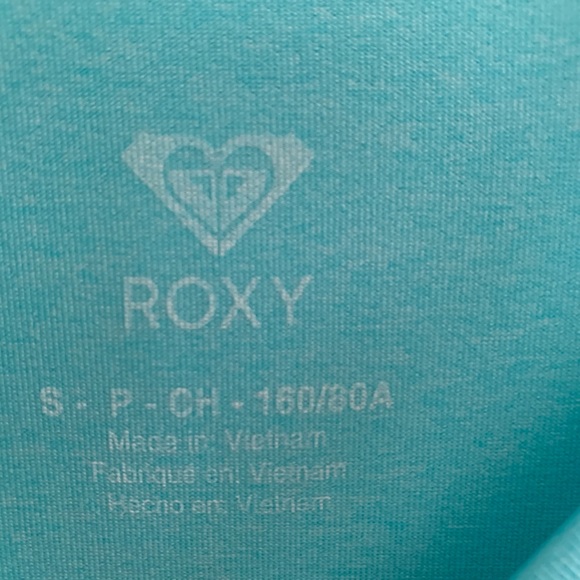 ROXY
S - P - CH - 160/80A
Made in: Vietnam
Fabriqué en: Vietnam
Hecho en: Vietnam